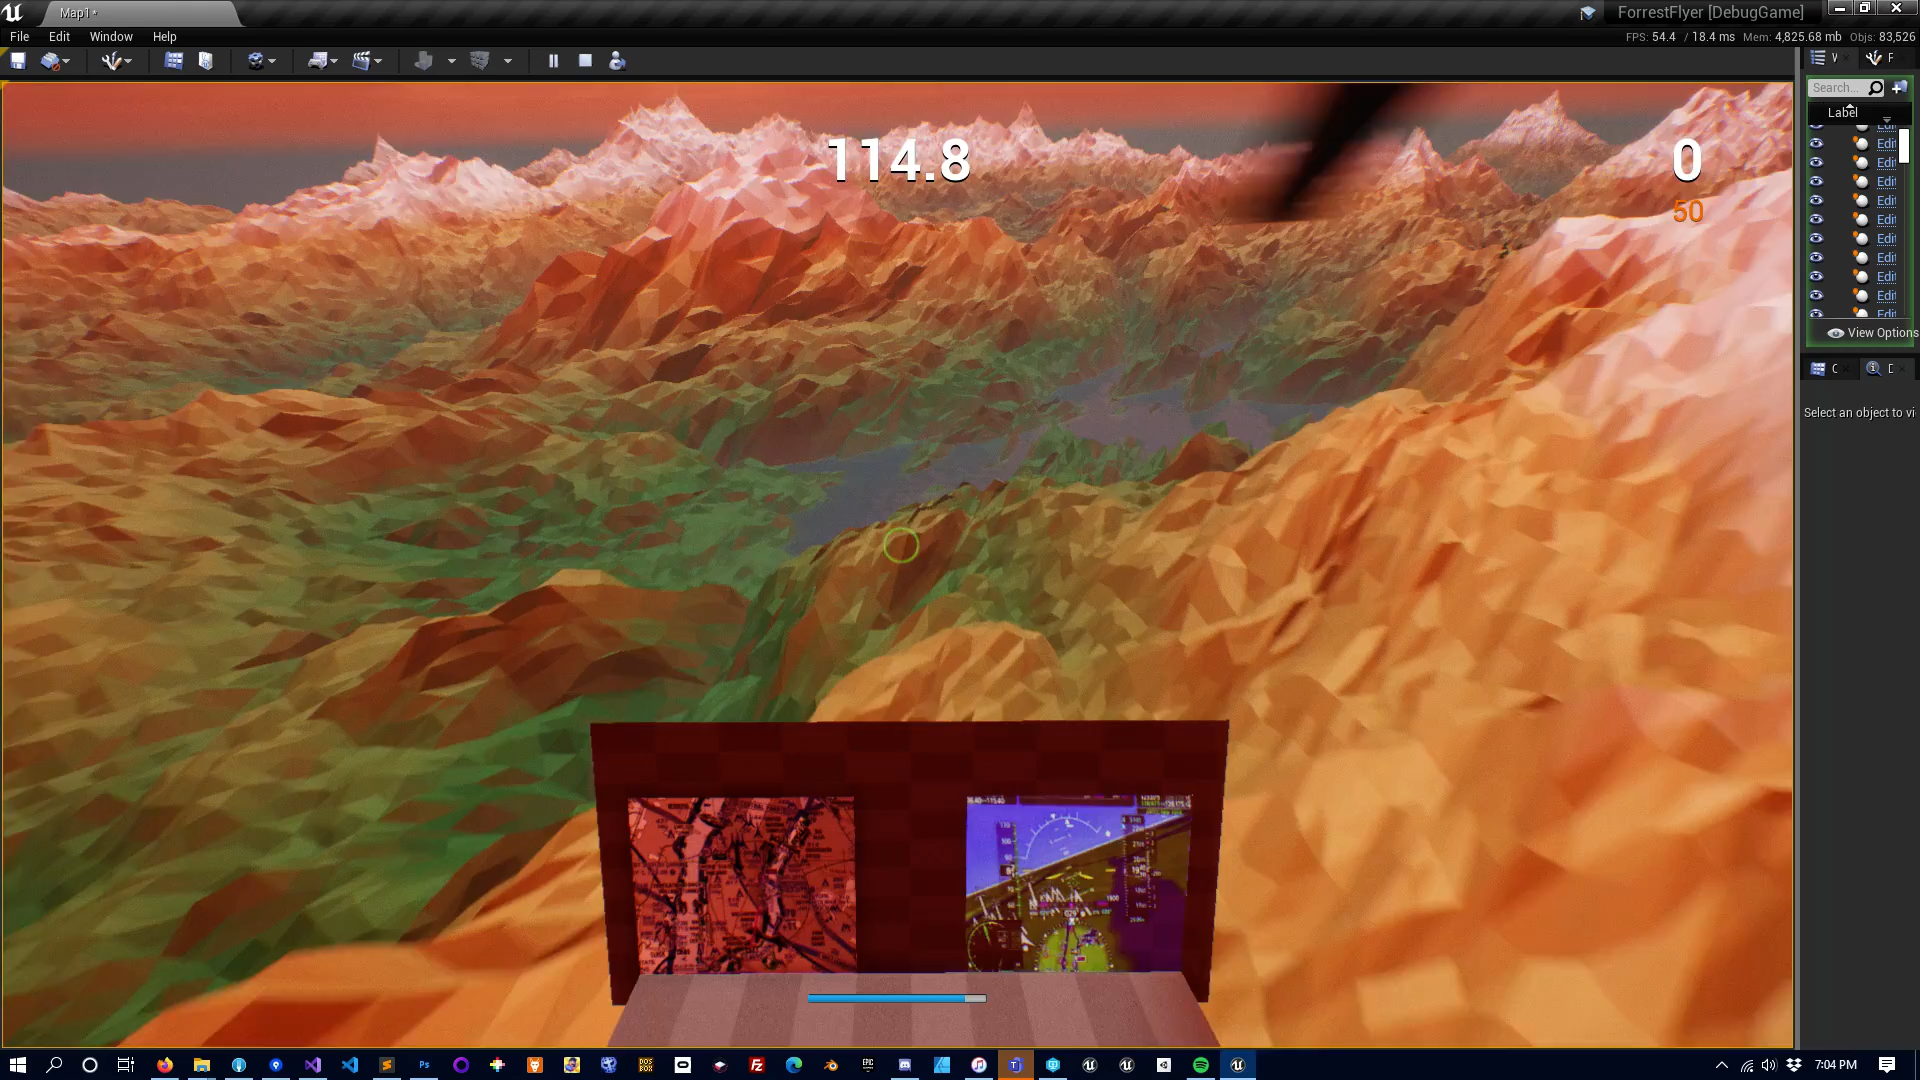 Map1*
ForrestFlyer [DebugGame]
File Edit Window Help
FPS: 54.4 / 18.4 ms Mem: 4,825.68 mb Objs: 83,526
Search...
Label
Edit
Edit
Edit
Edit
Edit
Edit
Edit
Edit
Edit
View Options
Select an object to vi
114.8
0
50
7:04 PM